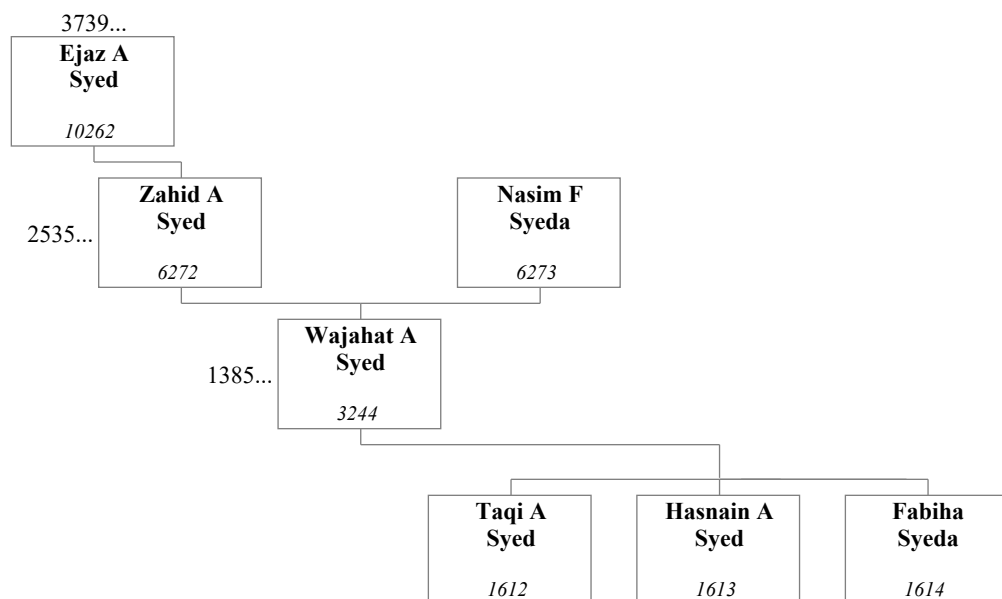 3739...
Ejaz A
Syed
10262
Zahid A
Syed
6272
Nasim F
Syeda
6273
2535...
Wajahat A
Syed
3244
1385...
Taqi A
Syed
1612
Hasnain A
Syed
1613
Fabiha
Syeda
1614